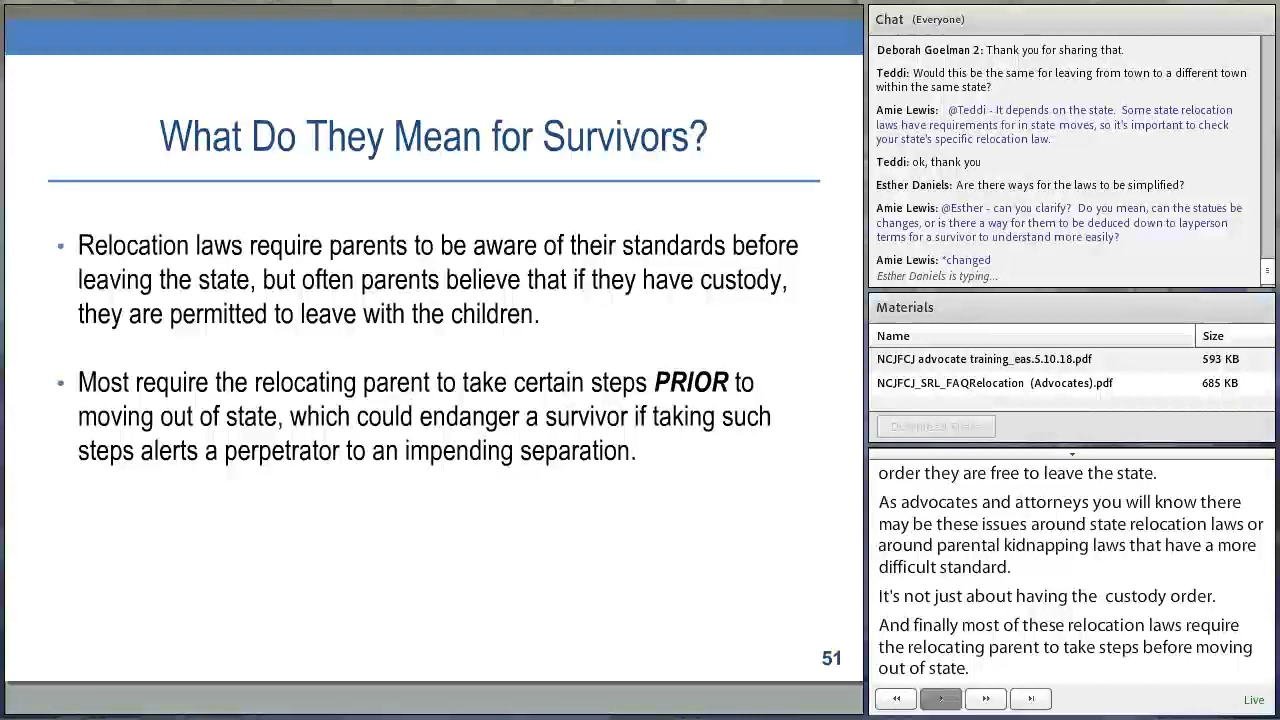 What Do They Mean for Survivors?
Relocation laws require parents to be aware of their standards before
leaving the state, but often parents believe that if they have custody,
they are permitted to leave with the children.
Most require the relocating parent to take certain steps PRIOR to
moving out of state, which could endanger a survivor if taking such
steps alerts a perpetrator to an impending separation.
51
Chat (Everyone)
Deborah Goelman 2: Thank you for sharing that.
Teddi: Would this be the same for leaving from town to a different town
within the same state?
Amie Lewis: @Teddi - It depends on the state. Some state relocation
laws have requirements for in state moves, so it's important to check
your state's specific relocation law.
Teddi: ok, thank you
Esther Daniels: Are there ways for the laws to be simplified?
Amie Lewis: @Esther - can you clarify? Do you mean, can the statues be
changes, or is there a way for them to be deduced down to layperson
terms for a survivor to understand more easily?
Amie Lewis: *changed
Esther Daniels is typing...
Materials
Name Size
NCJFCJ advocate training_eas.5.10.18.pdf 593 KB
NCJFCJ_SRL_FAQRelocation (Advocates).pdf 685 KB
order they are free to leave the state.
As advocates and attorneys you will know there
may be these issues around state relocation laws or
around parental kidnapping laws that have a more
difficult standard.
It's not just about having the custody order.
And finally most of these relocation laws require
the relocating parent to take steps before moving
out of state.
Live